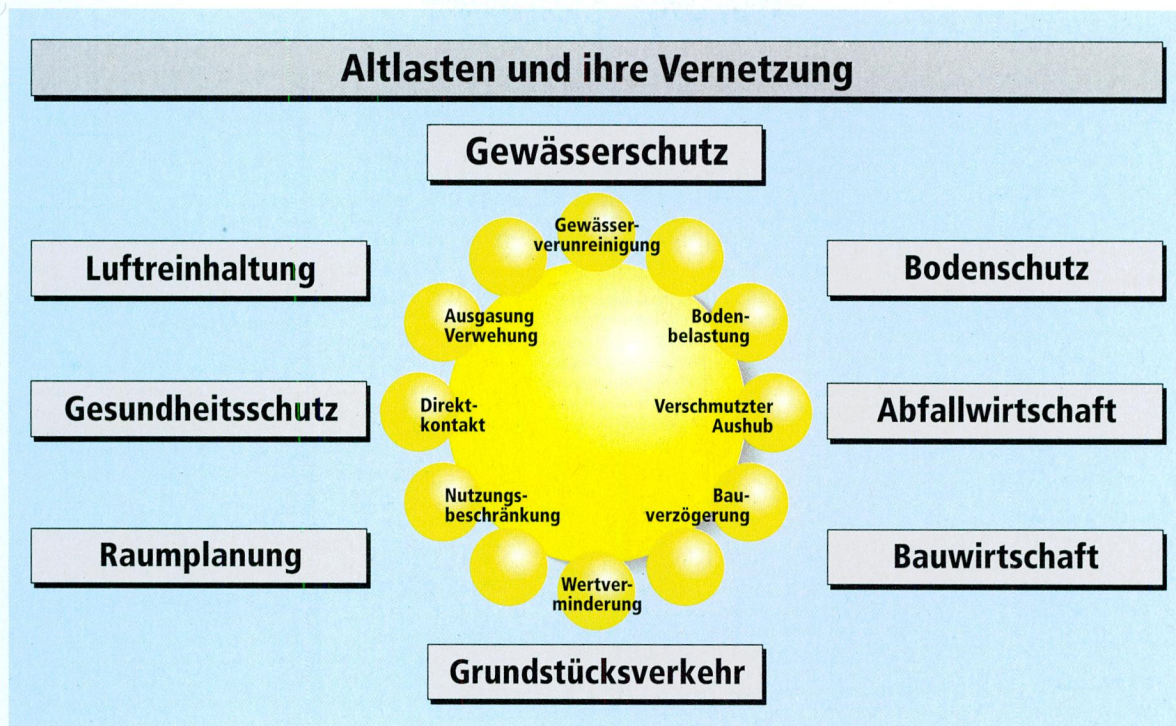 Altlasten und ihre Vernetzung
Gewässerschutz
Gewässer-
verunreinigung
Luftreinhaltung
Bodenschutz
Ausgasung
Verwehung
Boden-
belastung
Gesundheitsschutz
Direkt-
kontakt
Verschmutzter
Aushub
Abfallwirtschaft
Nutzungs-
beschränkung
Bau-
verzögerung
Raumplanung
Bauwirtschaft
Wertver-
minderung
Grundstücksverkehr